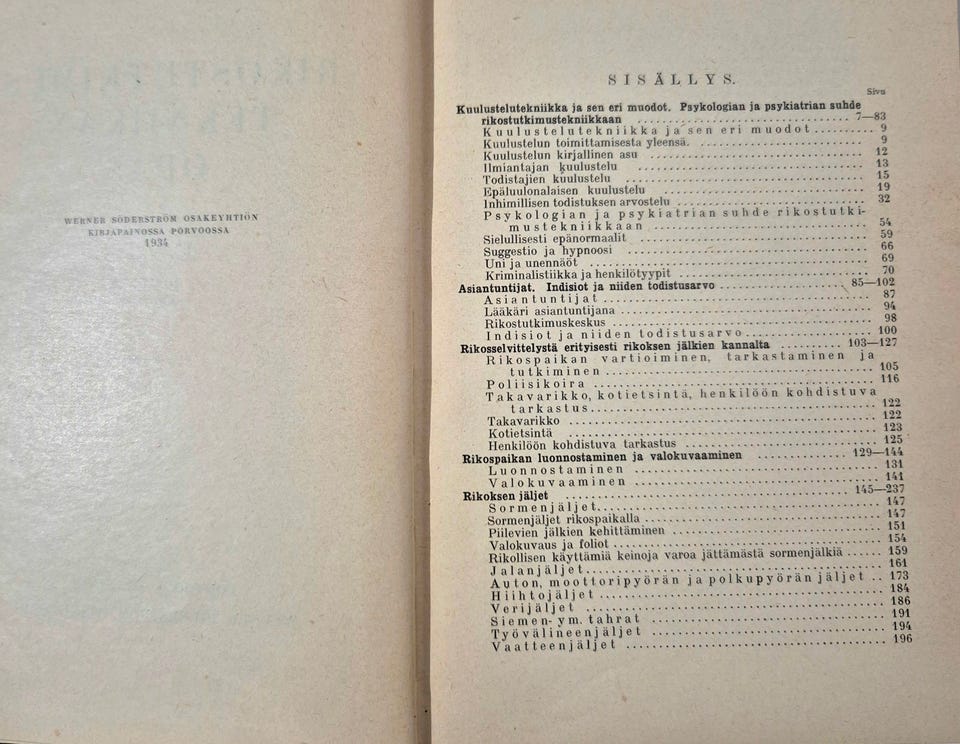 WERNER SÖDERSTRÖM OSAKEYHTIÖN
KIRJAPAINOSSA PORVOOSSA
1934
SISÄLLYS.
Sivu
Kuulustelutekniikka ja sen eri muodot. Psykologian ja psykiatrian suhde
rikostutkimustekniikkaan 7—83
Kuulustelutekniikka ja sen eri muodot 9
Kuulustelun toimittamisesta yleensä. 9
Kuulustelun kirjallinen asu 12
Ilmiantajan kuulustelu 13
Todistajien kuulustelu 15
Epäluulonalaisen kuulustelu 19
Inhimillisen todistuksen arvostelu 32
Psykologian ja psykiatrian suhde rikostutki-
mustekniikkaan 54
Sielullisesti epänormaalit 59
Suggestio ja hypnoosi 66
Uni ja unennäöt 69
Kriminalistiikka ja henkilötyypit 70
Asiantuntijat. Indisiot ja niiden todistusarvo 85—102
Asiantuntijat 87
Lääkäri asiantuntijana 94
Rikostutkimuskeskus 98
Indisiot ja niiden todistusarvo 100
Rikosselvittelystä erityisesti rikoksen jälkien kannalta 103—127
Rikospaikan vartioiminen, tarkastaminen ja
tutkiminen 105
Poliisikoira 116
Takavarikko, kotietsintä, henkilöön kohdistuva
tarkastus 122
Takavarikko 122
Kotietsintä 123
Henkilöön kohdistuva tarkastus 125
Rikospaikan luonnostaminen ja valokuvaaminen 129—144
Luonnostaminen 131
Valokuvaaminen 141
Rikoksen jäljet 145—237
Sormenjäljet 147
Sormenjäljet rikospaikalla 147
Piilevien jälkien kehittäminen 151
Valokuvaus ja foliot 154
Rikollisen käyttämiä keinoja varoa jättämästä sormenjälkiä 159
Jalanjäljet 161
Auton, moottoripyörän ja polkupyörän jäljet 173
Hiihtojäljet 184
Verijäljet 186
Siemen- ym. tahrat 191
Työvälineenjäljet 194
Vaatteenjäljet 196